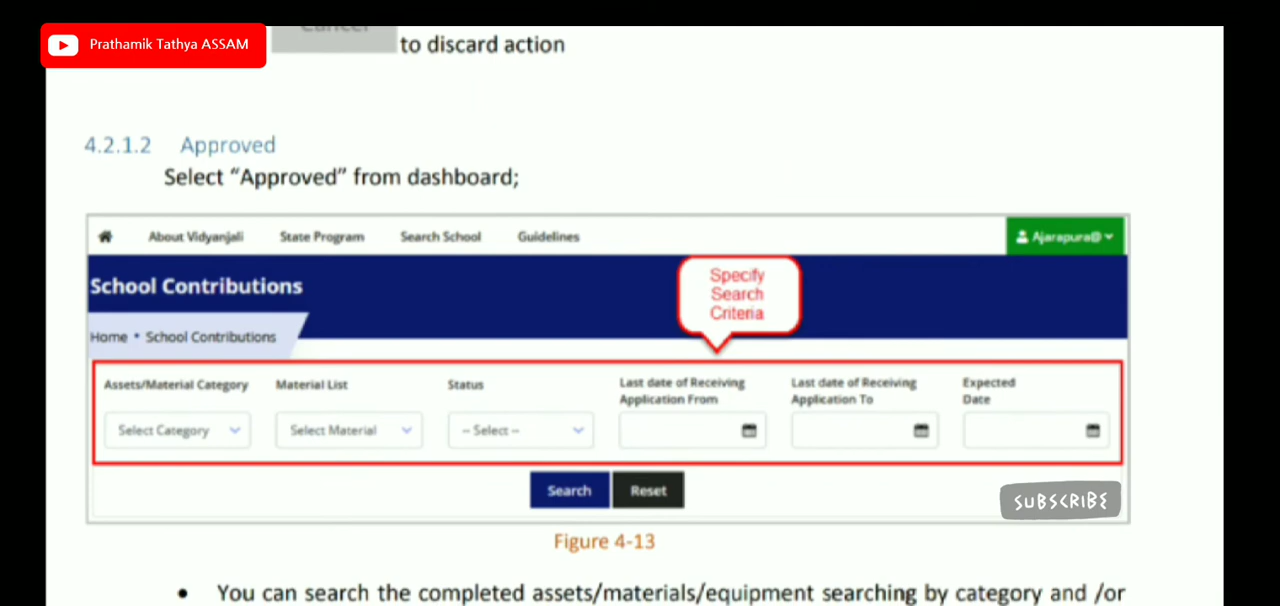 Prathamik Tathya ASSAM
Cancel
to discard action
4.2.1.2 Approved
Select “Approved” from dashboard;
About Vidyanjali State Program Search School Guidelines
Ajarapura@
School Contributions
Specify
Search
Criteria
Home • School Contributions
Assets/Material Category Material List Status Last date of Receiving Application From Last date of Receiving Application To Expected Date
Select Category Select Material -- Select --
Search Reset
SUBSCRIBE
Figure 4-13
• You can search the completed assets/materials/equipment searching by category and /or